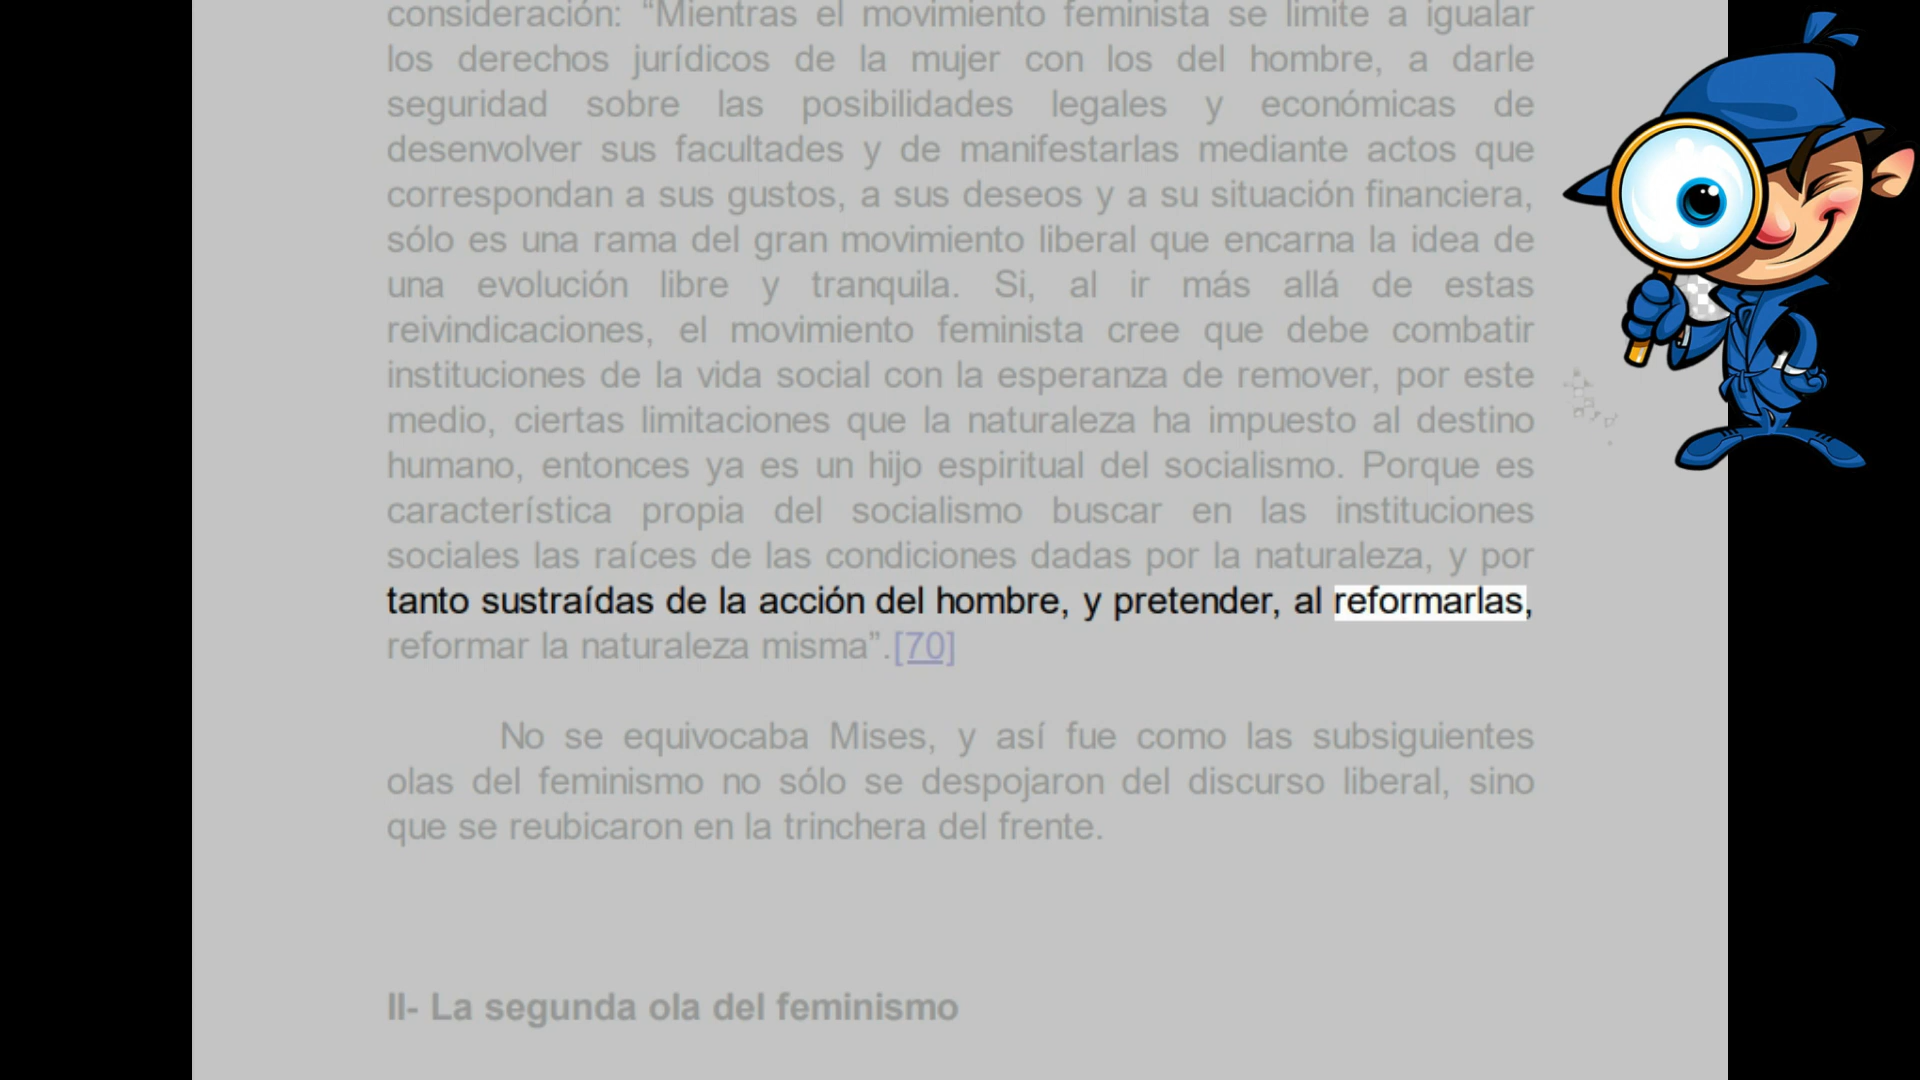 consideración: “Mientras el movimiento feminista se limite a igualar
los derechos jurídicos de la mujer con los del hombre, a darle
seguridad sobre las posibilidades legales y económicas de
desenvolver sus facultades y de manifestarlas mediante actos que
correspondan a sus gustos, a sus deseos y a su situación financiera,
sólo es una rama del gran movimiento liberal que encarna la idea de
una evolución libre y tranquila. Si, al ir más allá de estas
reivindicaciones, el movimiento feminista cree que debe combatir
instituciones de la vida social con la esperanza de remover, por este
medio, ciertas limitaciones que la naturaleza ha impuesto al destino
humano, entonces ya es un hijo espiritual del socialismo. Porque es
característica propia del socialismo buscar en las instituciones
sociales las raíces de las condiciones dadas por la naturaleza, y por
tanto sustraídas de la acción del hombre, y pretender, al reformarlas,
reformar la naturaleza misma”.[70]
No se equivocaba Mises, y así fue como las subsiguientes
olas del feminismo no sólo se despojaron del discurso liberal, sino
que se reubicaron en la trinchera del frente.
II- La segunda ola del feminismo